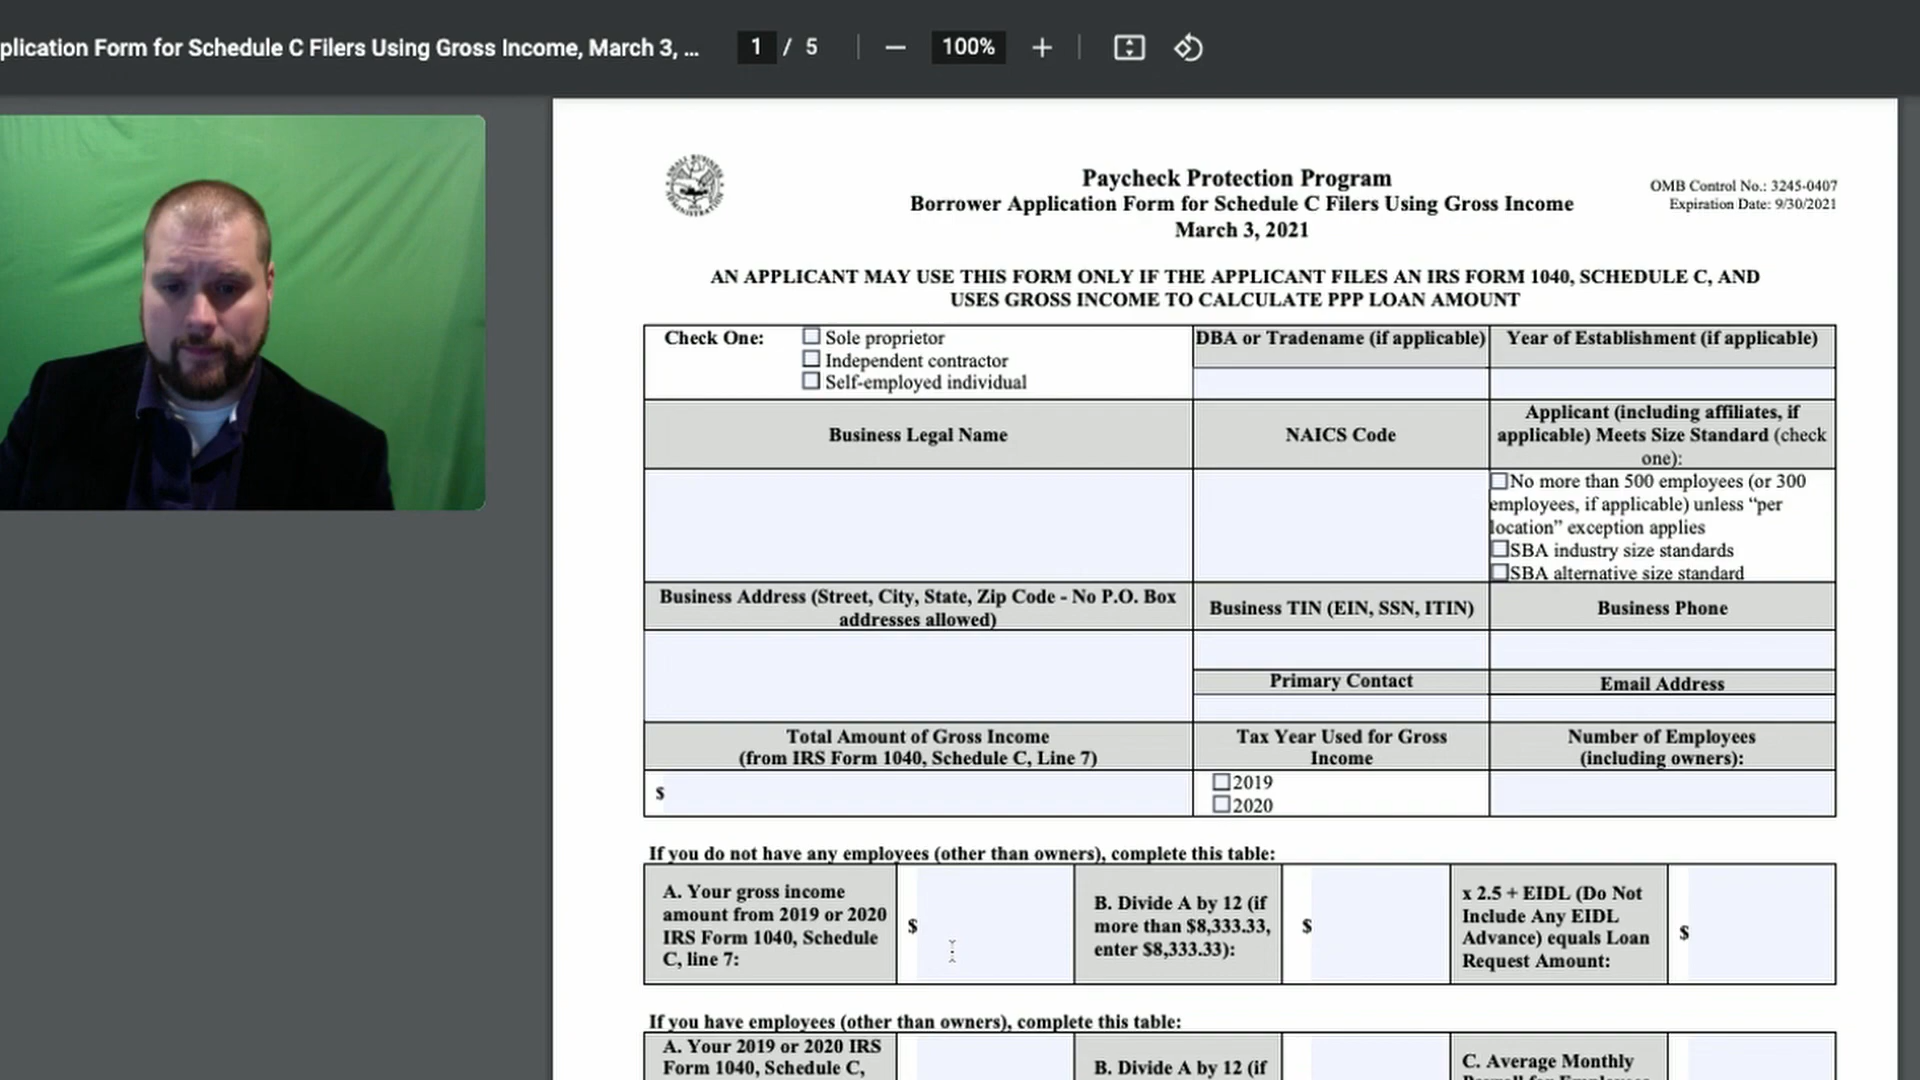 plication Form for Schedule C Filers Using Gross Income, March 3, ...
1 / 5
100%
Paycheck Protection Program
Borrower Application Form for Schedule C Filers Using Gross Income
March 3, 2021
OMB Control No.: 3245-0407
Expiration Date: 9/30/2021
AN APPLICANT MAY USE THIS FORM ONLY IF THE APPLICANT FILES AN IRS FORM 1040, SCHEDULE C, AND
USES GROSS INCOME TO CALCULATE PPP LOAN AMOUNT
Check One:
Sole proprietor
Independent contractor
Self-employed individual
DBA or Tradename (if applicable)
Year of Establishment (if applicable)
Business Legal Name
NAICS Code
Applicant (including affiliates, if
applicable) Meets Size Standard (check
one):
No more than 500 employees (or 300
employees, if applicable) unless “per
location” exception applies
SBA industry size standards
SBA alternative size standard
Business Address (Street, City, State, Zip Code - No P.O. Box
addresses allowed)
Business TIN (EIN, SSN, ITIN)
Business Phone
Primary Contact
Email Address
Total Amount of Gross Income
(from IRS Form 1040, Schedule C, Line 7)
Tax Year Used for Gross
Income
Number of Employees
(including owners):
$
2019
2020
If you do not have any employees (other than owners), complete this table:
A. Your gross income
amount from 2019 or 2020
IRS Form 1040, Schedule
C, line 7:
$
B. Divide A by 12 (if
more than $8,333.33,
enter $8,333.33):
$
x 2.5 + EIDL (Do Not
Include Any EIDL
Advance) equals Loan
Request Amount:
$
If you have employees (other than owners), complete this table:
A. Your 2019 or 2020 IRS
Form 1040, Schedule C,
B. Divide A by 12 (if
C. Average Monthly